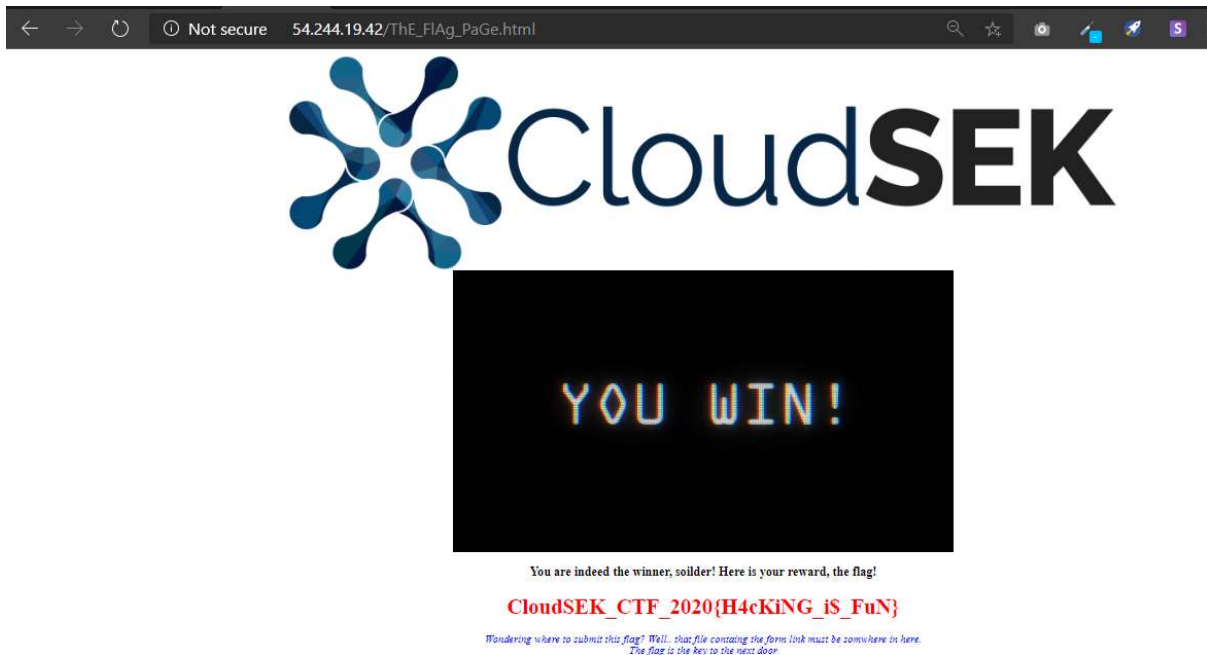 Not secure 54.244.19.42/ThE_FlAg_PaGe.html
S
CloudSEK
YOU WIN!
You are indeed the winner, soilder! Here is your reward, the flag!
CloudSEK_CTF_2020{H4cKiNG_i$_FuN}
Wondering where to submit this flag? Well.. that file containg the form link must be somwhere in here.
The flag is the key to the next door